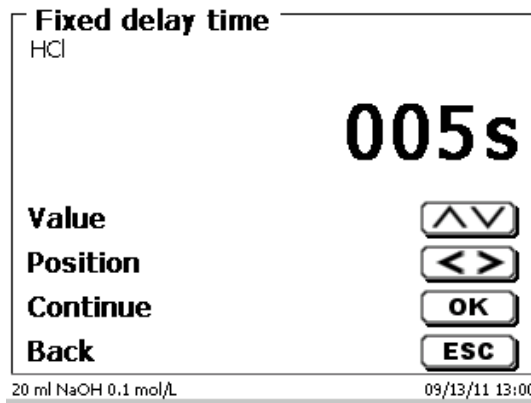 Fixed delay time
HCl
005s
Value
Position
Continue OK
Back ESC
20 ml NaOH 0.1 mol/L 09/13/11 13:00